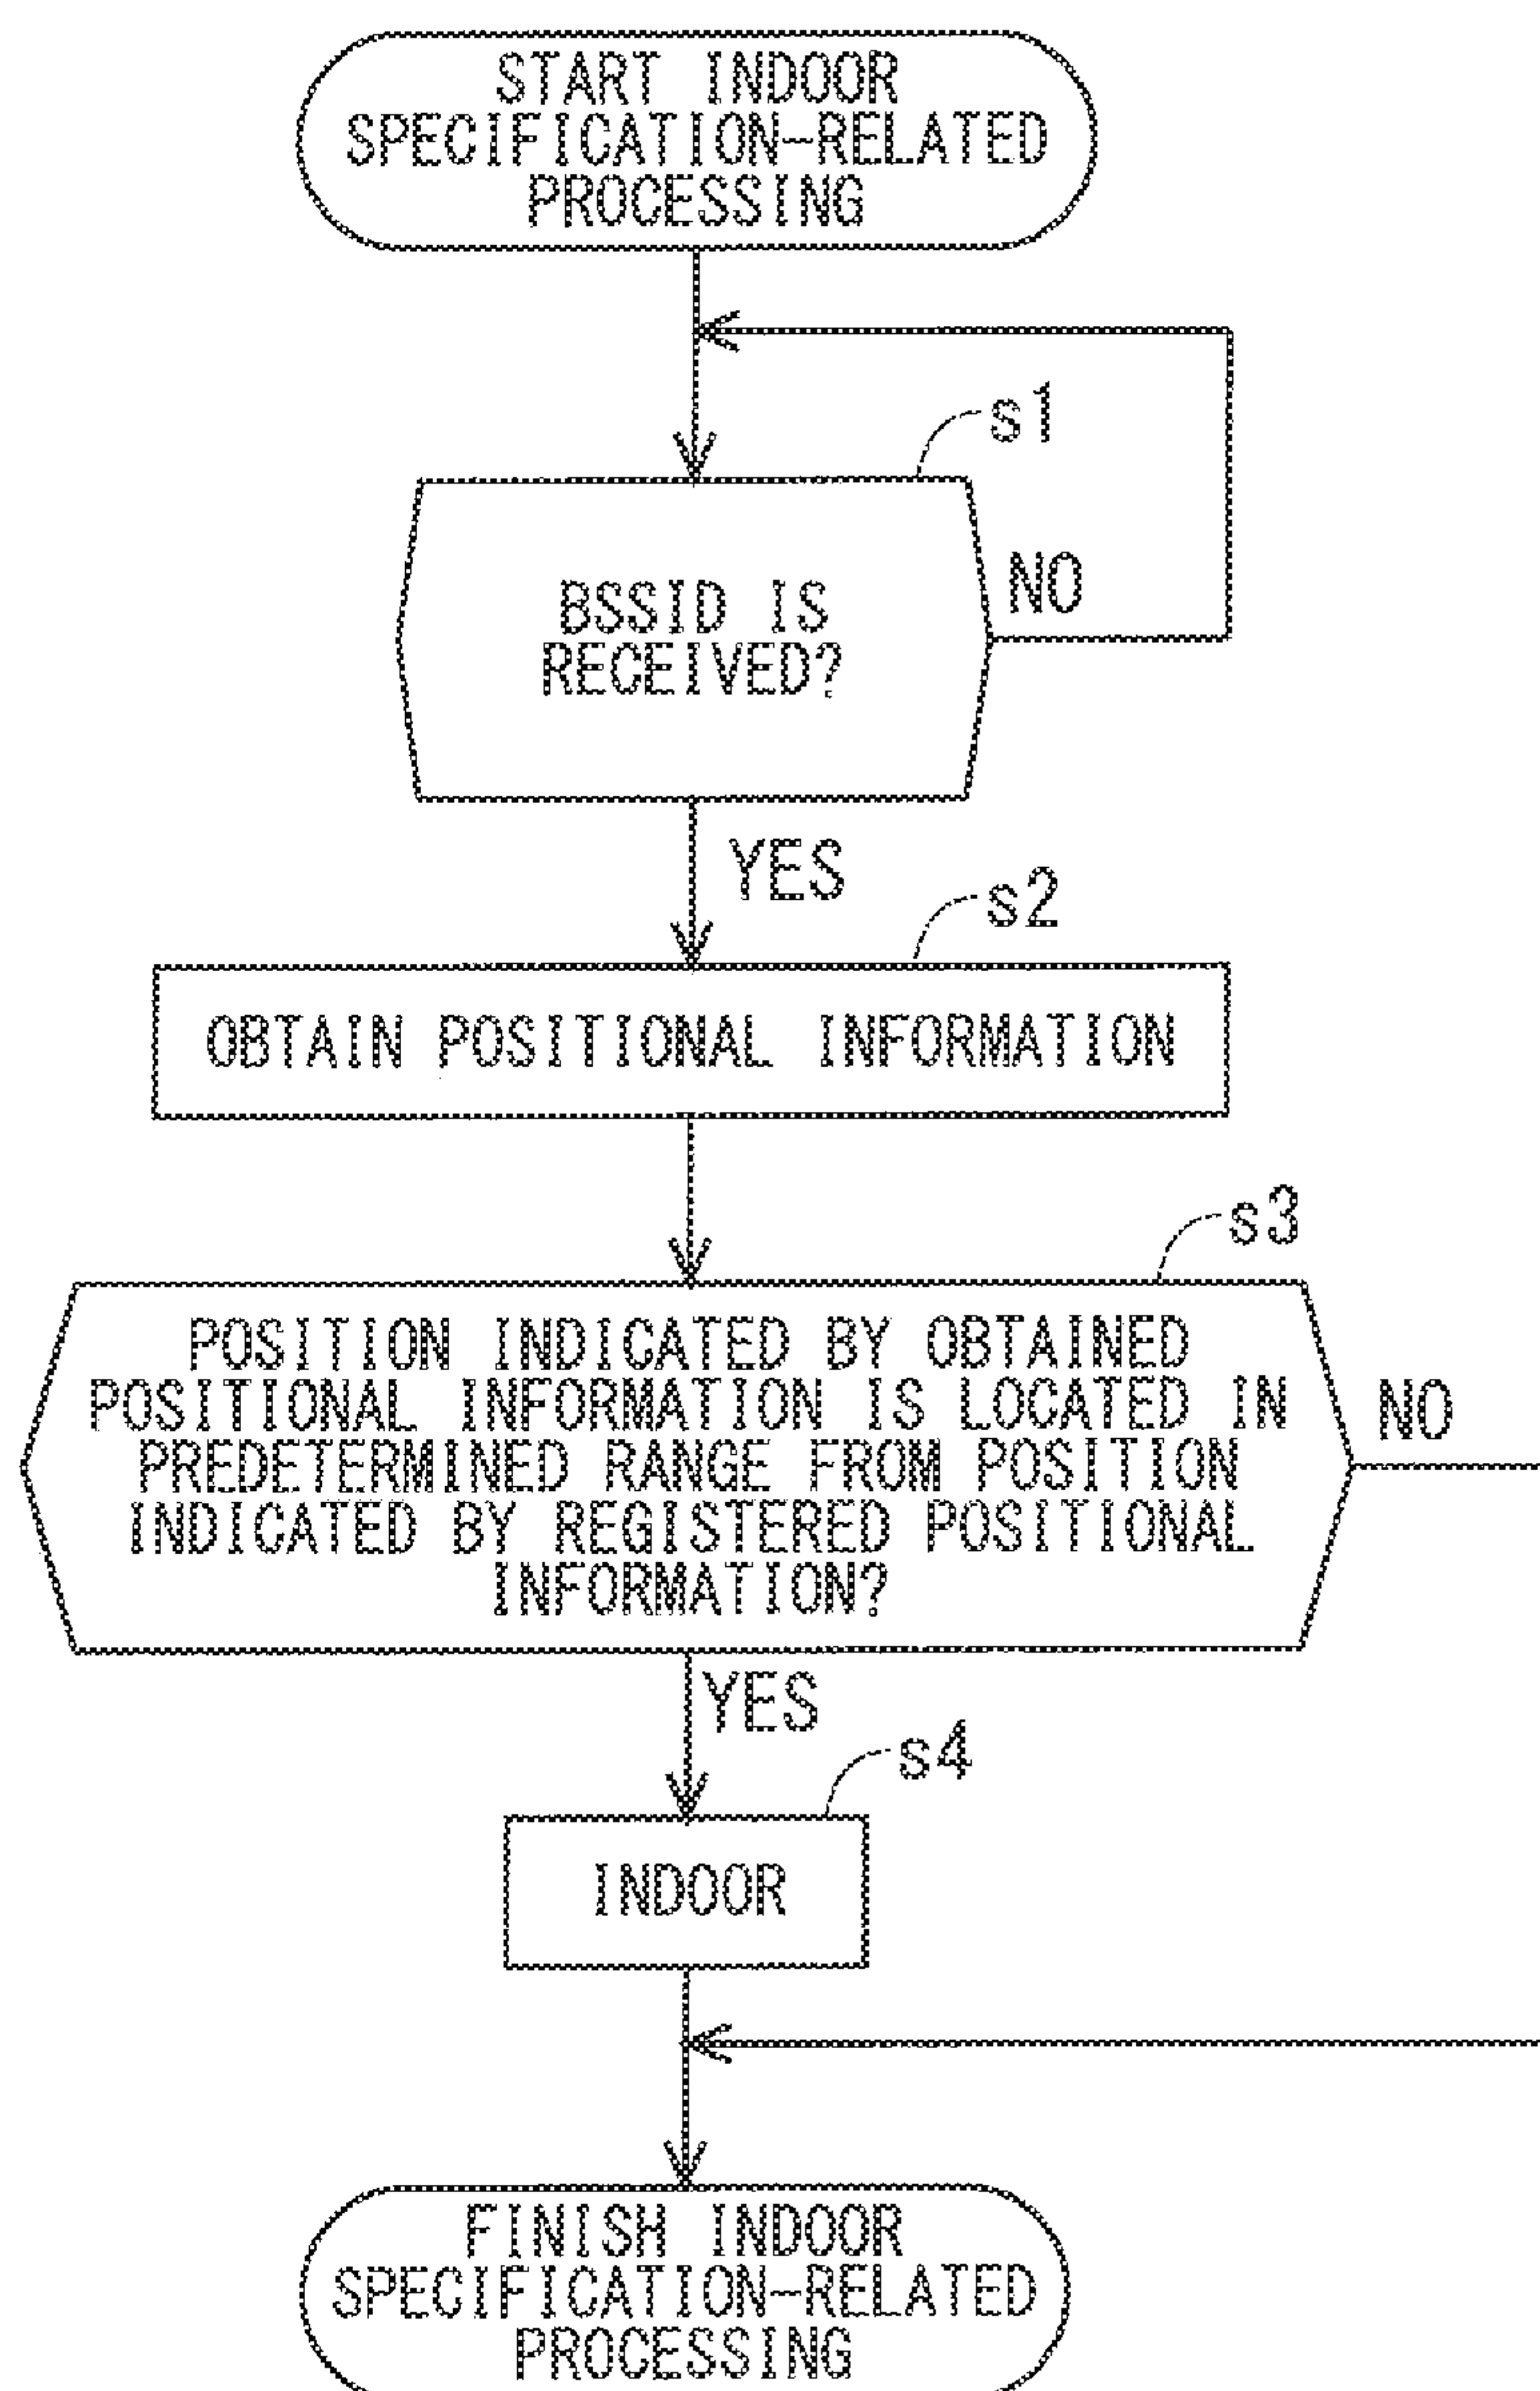 START INDOOR
SPECIFICATION-RELATED
PROCESSING
s1
BSSID IS
RECEIVED?
NO
YES
s2
OBTAIN POSITIONAL INFORMATION
s3
POSITION INDICATED BY OBTAINED
POSITIONAL INFORMATION IS LOCATED IN
PREDETERMINED RANGE FROM POSITION
INDICATED BY REGISTERED POSITIONAL
INFORMATION?
NO
YES
s4
INDOOR
FINISH INDOOR
SPECIFICATION-RELATED
PROCESSING